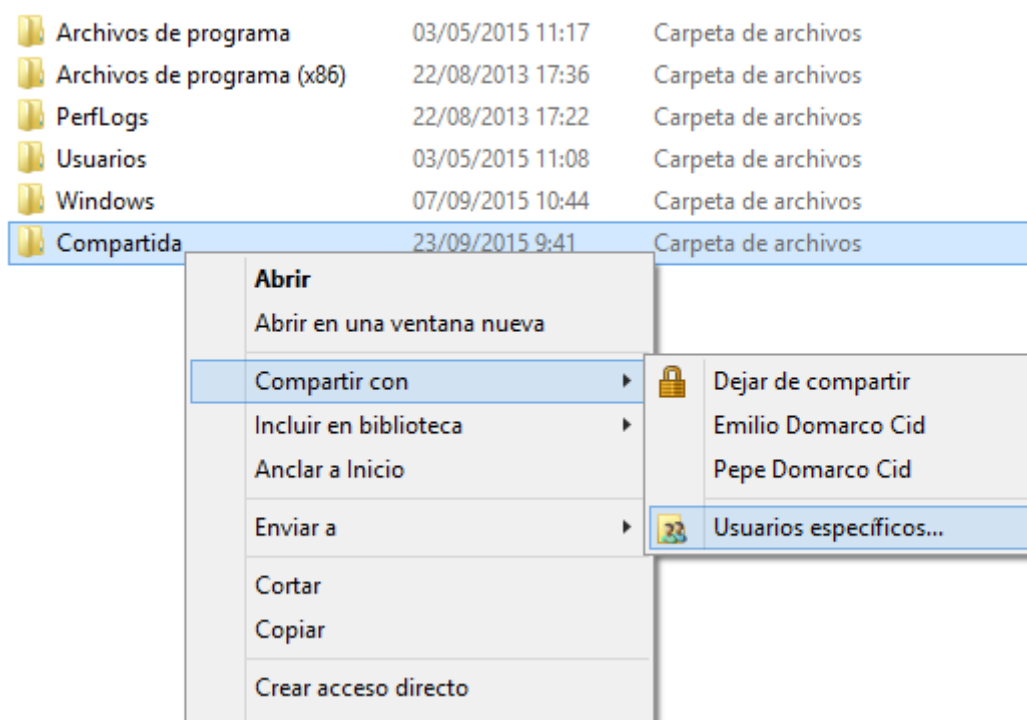 Archivos de programa 03/05/2015 11:17 Carpeta de archivos
Archivos de programa (x86) 22/08/2013 17:36 Carpeta de archivos
PerfLogs 22/08/2013 17:22 Carpeta de archivos
Usuarios 03/05/2015 11:08 Carpeta de archivos
Windows 07/09/2015 10:44 Carpeta de archivos
Compartida 23/09/2015 9:41 Carpeta de archivos
Abrir
Abrir en una ventana nueva
Compartir con
Incluir en biblioteca
Anclar a Inicio
Enviar a
Cortar
Copiar
Crear acceso directo
Dejar de compartir
Emilio Domarco Cid
Pepe Domarco Cid
Usuarios específicos...